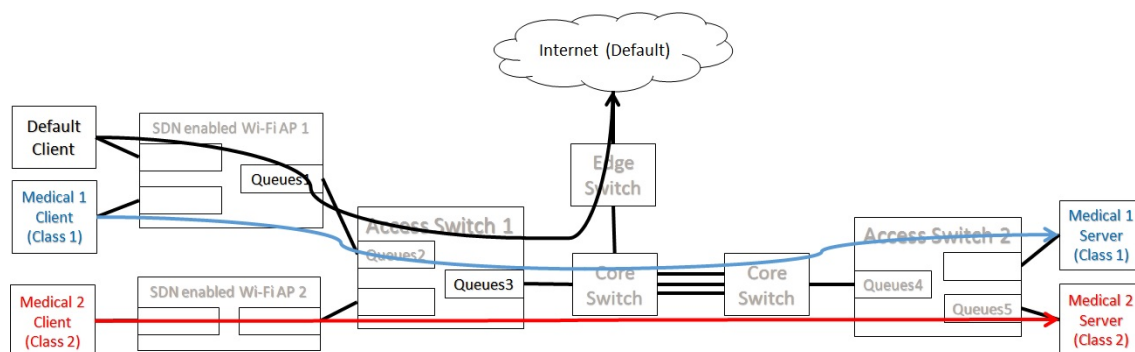 Internet (Default)
Default
Client
SDN enabled Wi-Fi AP 1
Queues1
Edge
Switch
Medical 1
Client
(Class 1)
Access Switch 1
Queues2
Queues3
Core
Switch
Core
Switch
Access Switch 2
Queues4
Queues5
Medical 1
Server
(Class 1)
Medical 2
Client
(Class 2)
SDN enabled Wi-Fi AP 2
Medical 2
Server
(Class 2)